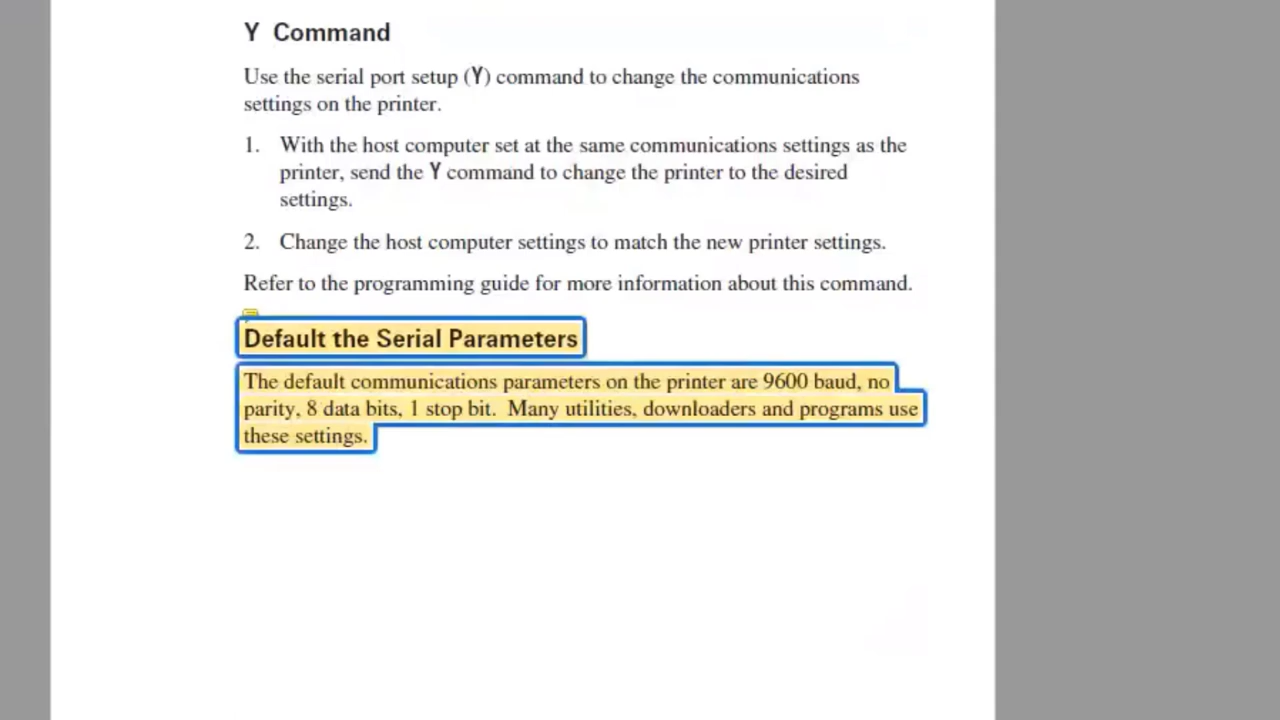 Y Command
Use the serial port setup (Y) command to change the communications
settings on the printer.
1. With the host computer set at the same communications settings as the
printer, send the Y command to change the printer to the desired
settings.
2. Change the host computer settings to match the new printer settings.
Refer to the programming guide for more information about this command.
Default the Serial Parameters
The default communications parameters on the printer are 9600 baud, no
parity, 8 data bits, 1 stop bit. Many utilities, downloaders and programs use
these settings.